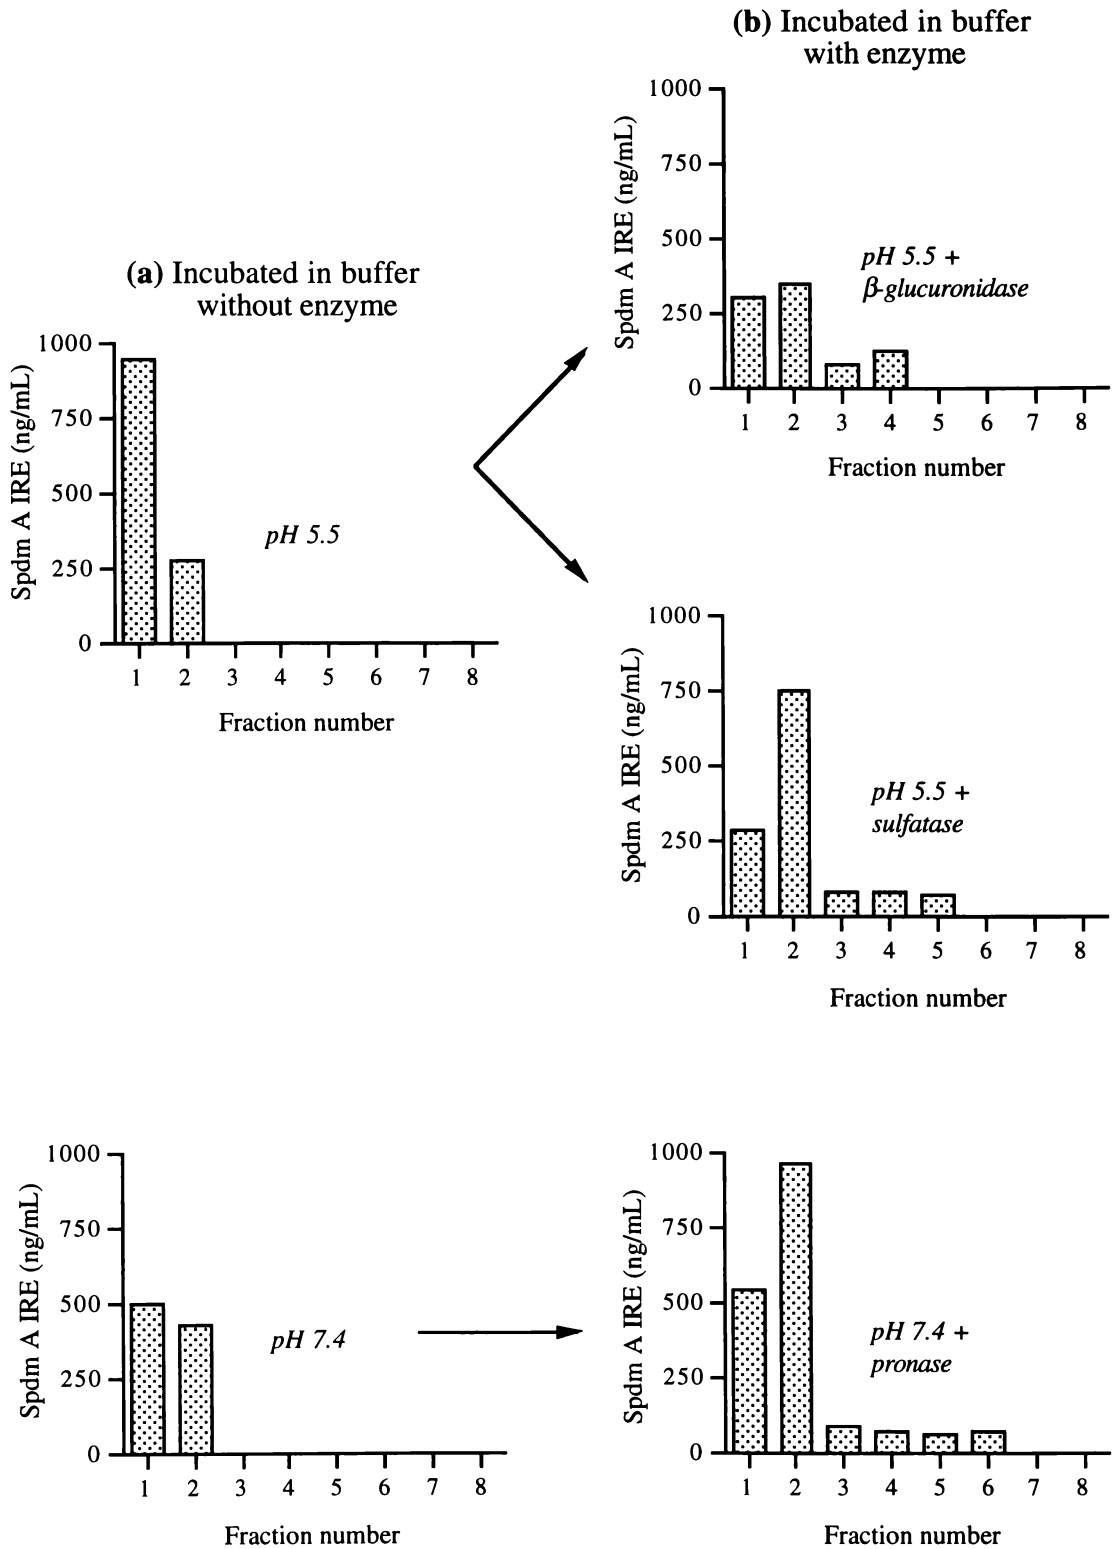 (b) Incubated in buffer
with enzyme
1000
750
500
250
0
Spdm A IRE (ng/mL)
pH 5.5 +
β-glucuronidase
1 2 3 4 5 6 7 8
Fraction number
(a) Incubated in buffer
without enzyme
1000
750
500
250
0
Spdm A IRE (ng/mL)
pH 5.5
1 2 3 4 5 6 7 8
Fraction number
1000
750
500
250
0
Spdm A IRE (ng/mL)
pH 5.5 +
sulfatase
1 2 3 4 5 6 7 8
Fraction number
1000
750
500
250
0
Spdm A IRE (ng/mL)
pH 7.4
1 2 3 4 5 6 7 8
Fraction number
1000
750
500
250
0
Spdm A IRE (ng/mL)
pH 7.4 +
pronase
1 2 3 4 5 6 7 8
Fraction number